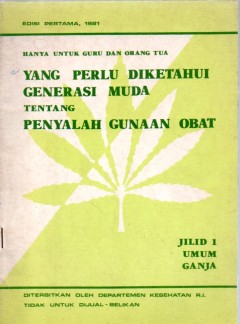 EDISI PERTAMA, 1981
HANYA UNTUK GURU DAN ORANG TUA
YANG PERLU DIKETAHUI
GENERASI MUDA
TENTANG
PENYALAH GUNAAN OBAT
JILID 1
UMUM
GANJA
DITERBITKAN OLEH DEPARTEMEN KESEHATAN R.I.
TIDAK UNTUK DIJUAL-BELIKAN